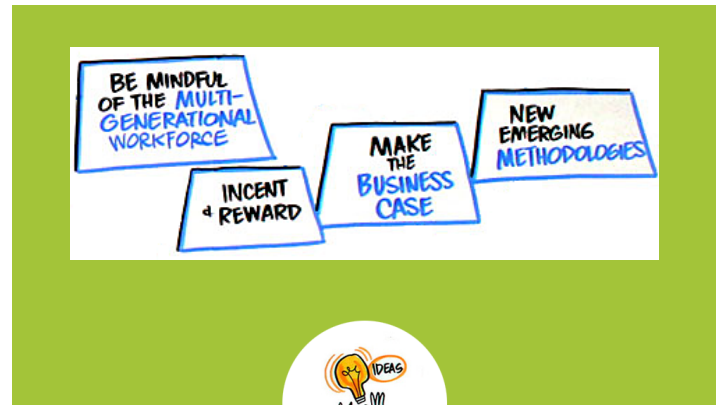 BE MINDFUL
OF THE MULTI-
GENERATIONAL
WORKFORCE
INCENT
& REWARD
MAKE
THE
BUSINESS
CASE
NEW
EMERGING
METHODOLOGIES
IDEAS